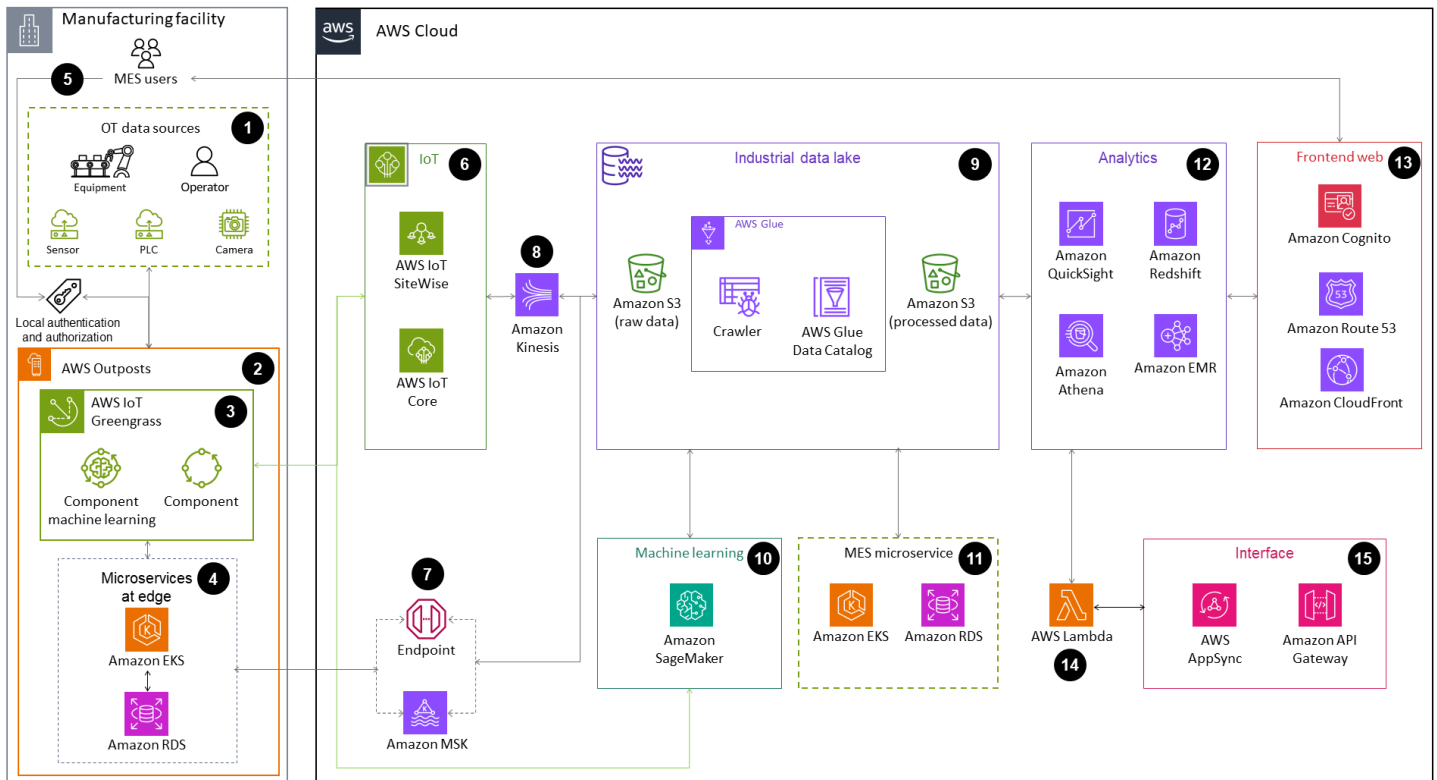 Manufacturing facility
MES users
5
OT data sources
1
Equipment
Operator
Sensor
PLC
Camera
Local authentication
and authorization
AWS Outposts
2
AWS IoT
Greengrass
3
Component
machine learning
Component
Microservices
at edge
4
Amazon EKS
Amazon RDS
aws
AWS Cloud
IoT
6
AWS IoT
SiteWise
AWS IoT
Core
8
Amazon
Kinesis
7
Endpoint
Amazon MSK
Industrial data lake
9
Amazon S3
(raw data)
AWS Glue
Crawler
AWS Glue
Data Catalog
Amazon S3
(processed data)
Machine learning
10
Amazon
SageMaker
MES microservice
11
Amazon EKS
Amazon RDS
Analytics
12
Amazon
QuickSight
Amazon
Redshift
Amazon
Athena
Amazon EMR
Frontend web
13
Amazon Cognito
53
Amazon Route 53
Amazon CloudFront
AWS Lambda
14
Interface
15
AWS
AppSync
Amazon API
Gateway